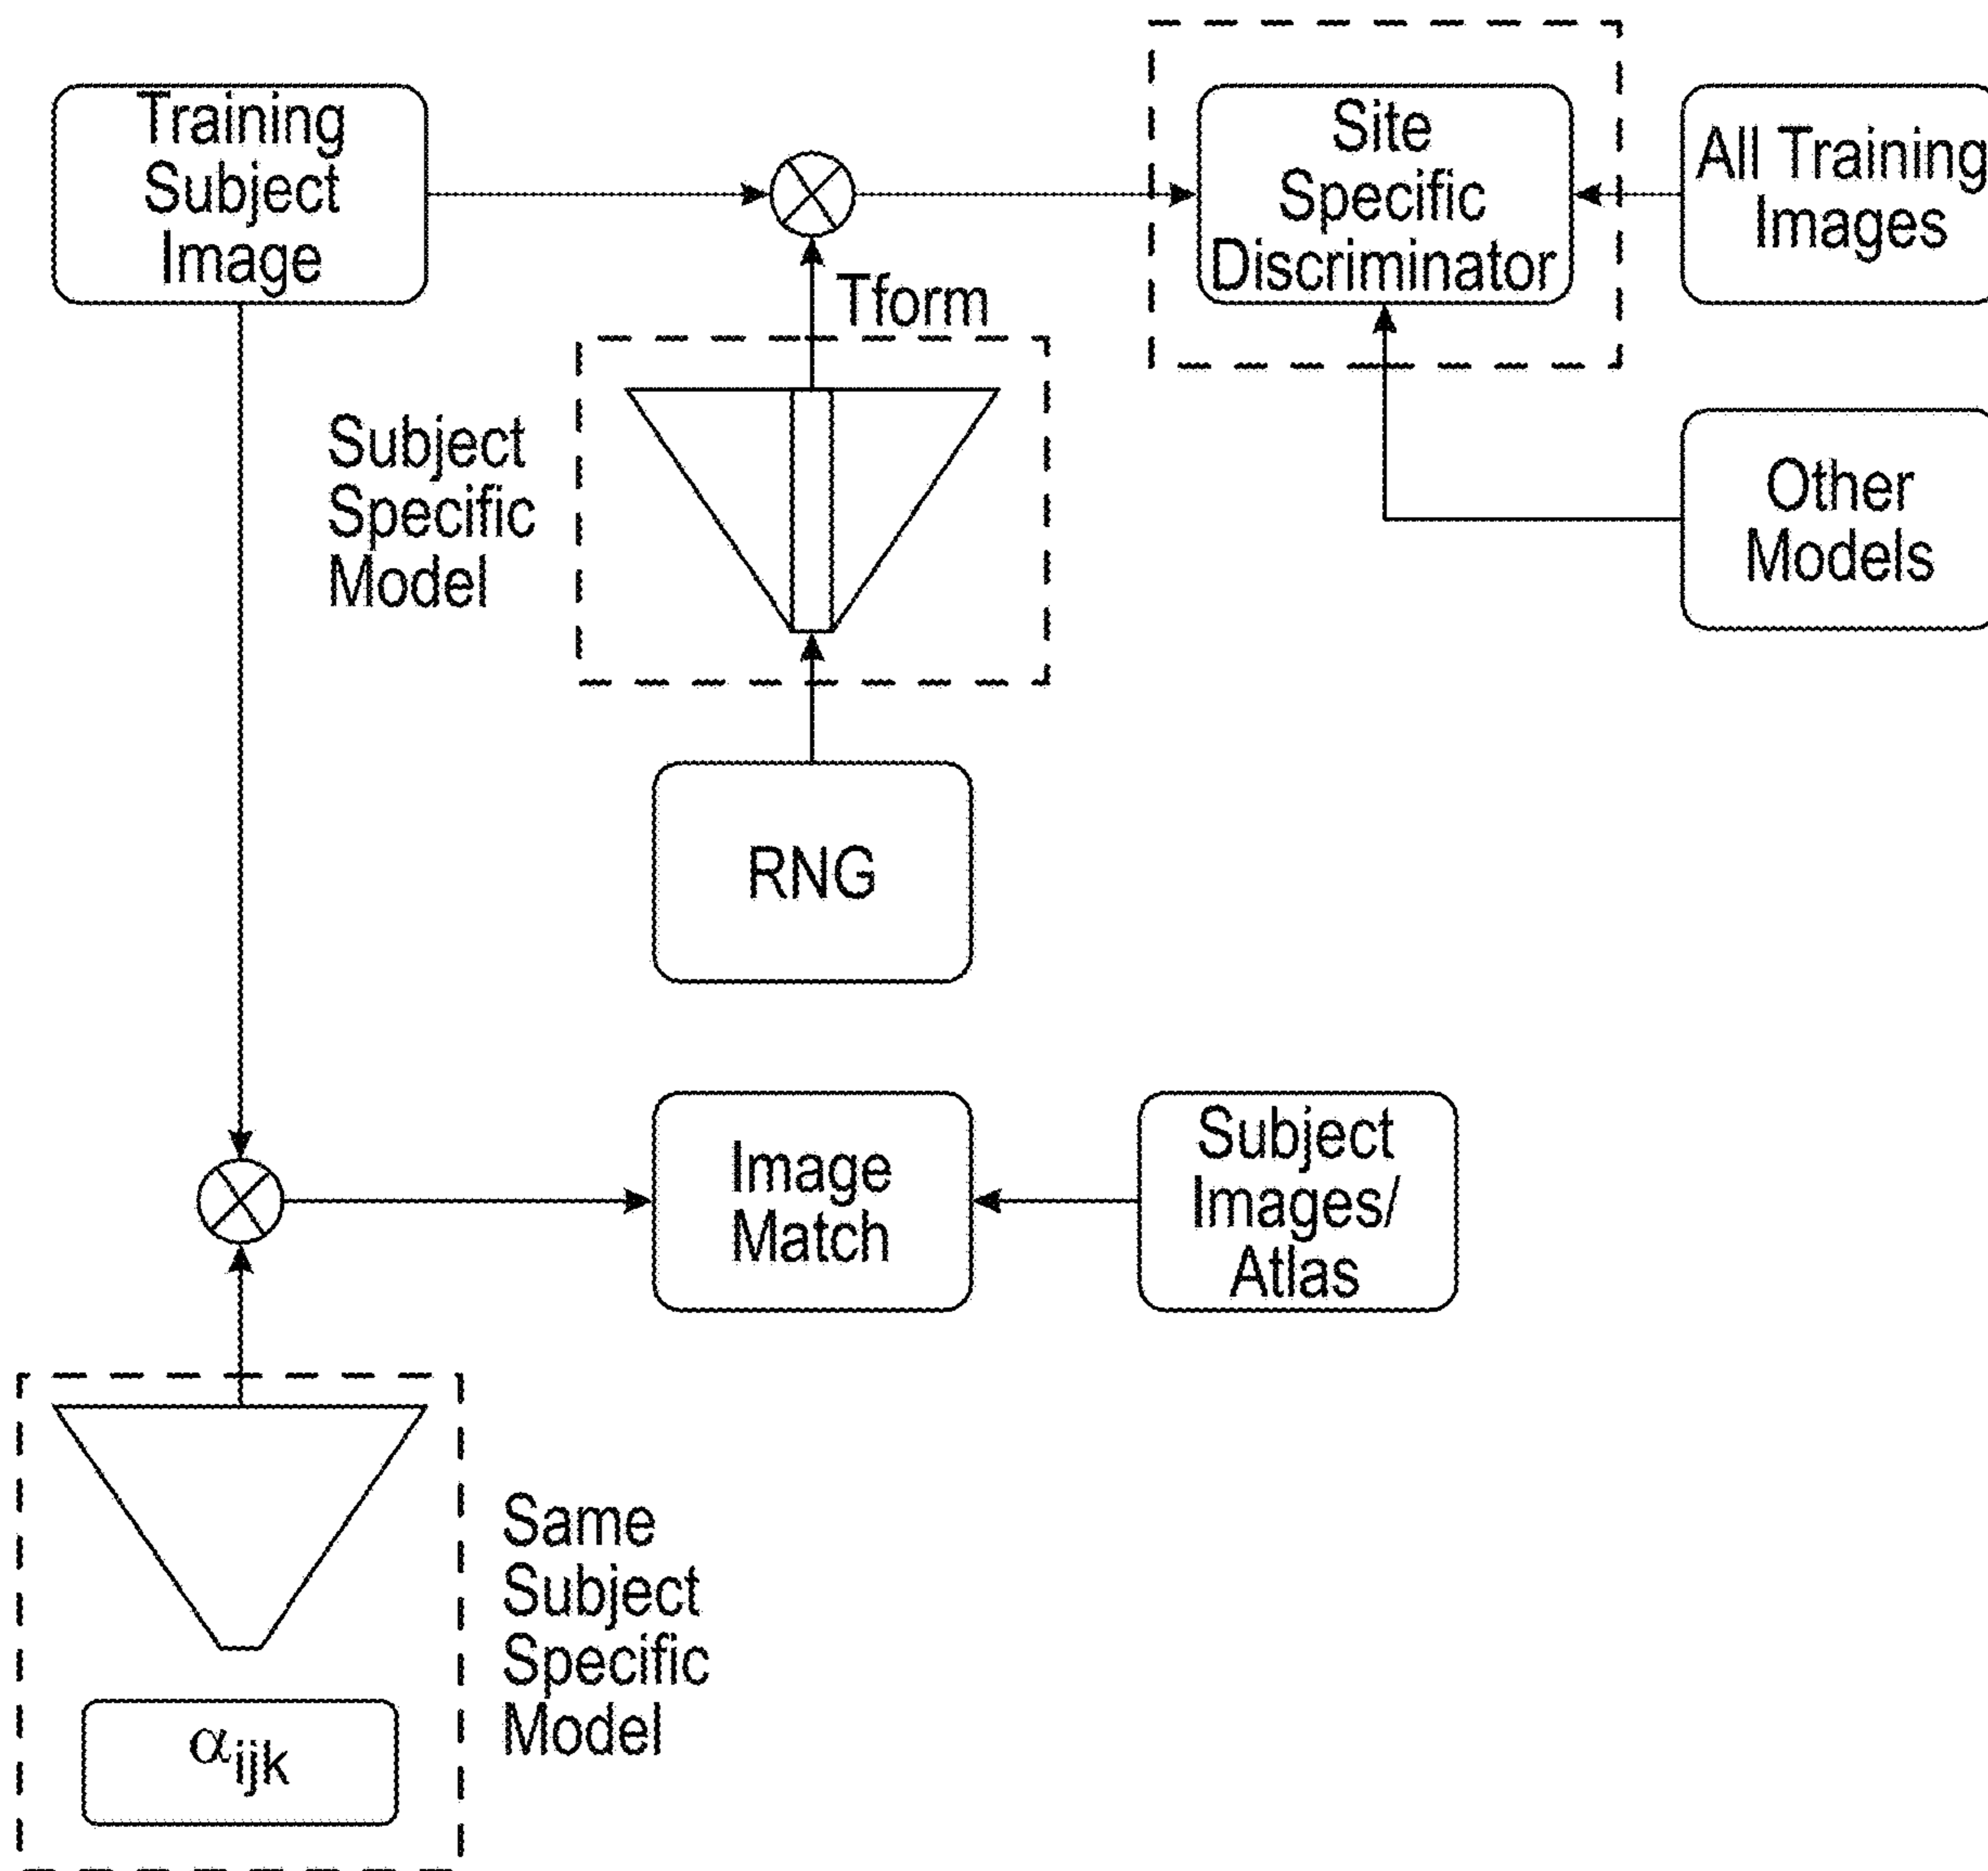 Training
Subject
Image
Site
Specific
Discriminator
All Training
Images
Tform
Subject
Specific
Model
Other
Models
RNG
Image
Match
Subject
Images/
Atlas
Same
Subject
Specific
Model
αijk